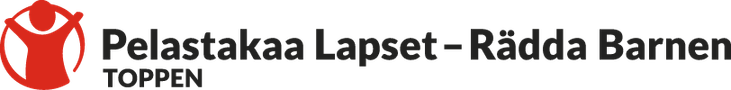 Pelastakaa Lapset – Rädda Barnen
TOPPEN